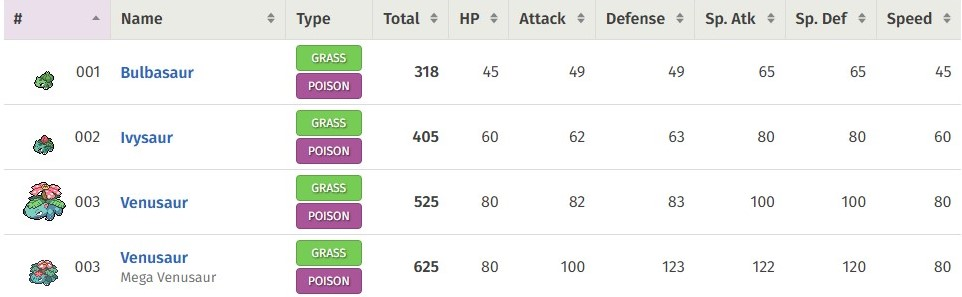 # Name Type Total HP Attack Defense Sp. Atk Sp. Def Speed
001 Bulbasaur GRASS POISON 318 45 49 49 65 65 45
002 Ivysaur GRASS POISON 405 60 62 63 80 80 60
003 Venusaur GRASS POISON 525 80 82 83 100 100 80
003 Venusaur Mega Venusaur GRASS POISON 625 80 100 123 122 120 80